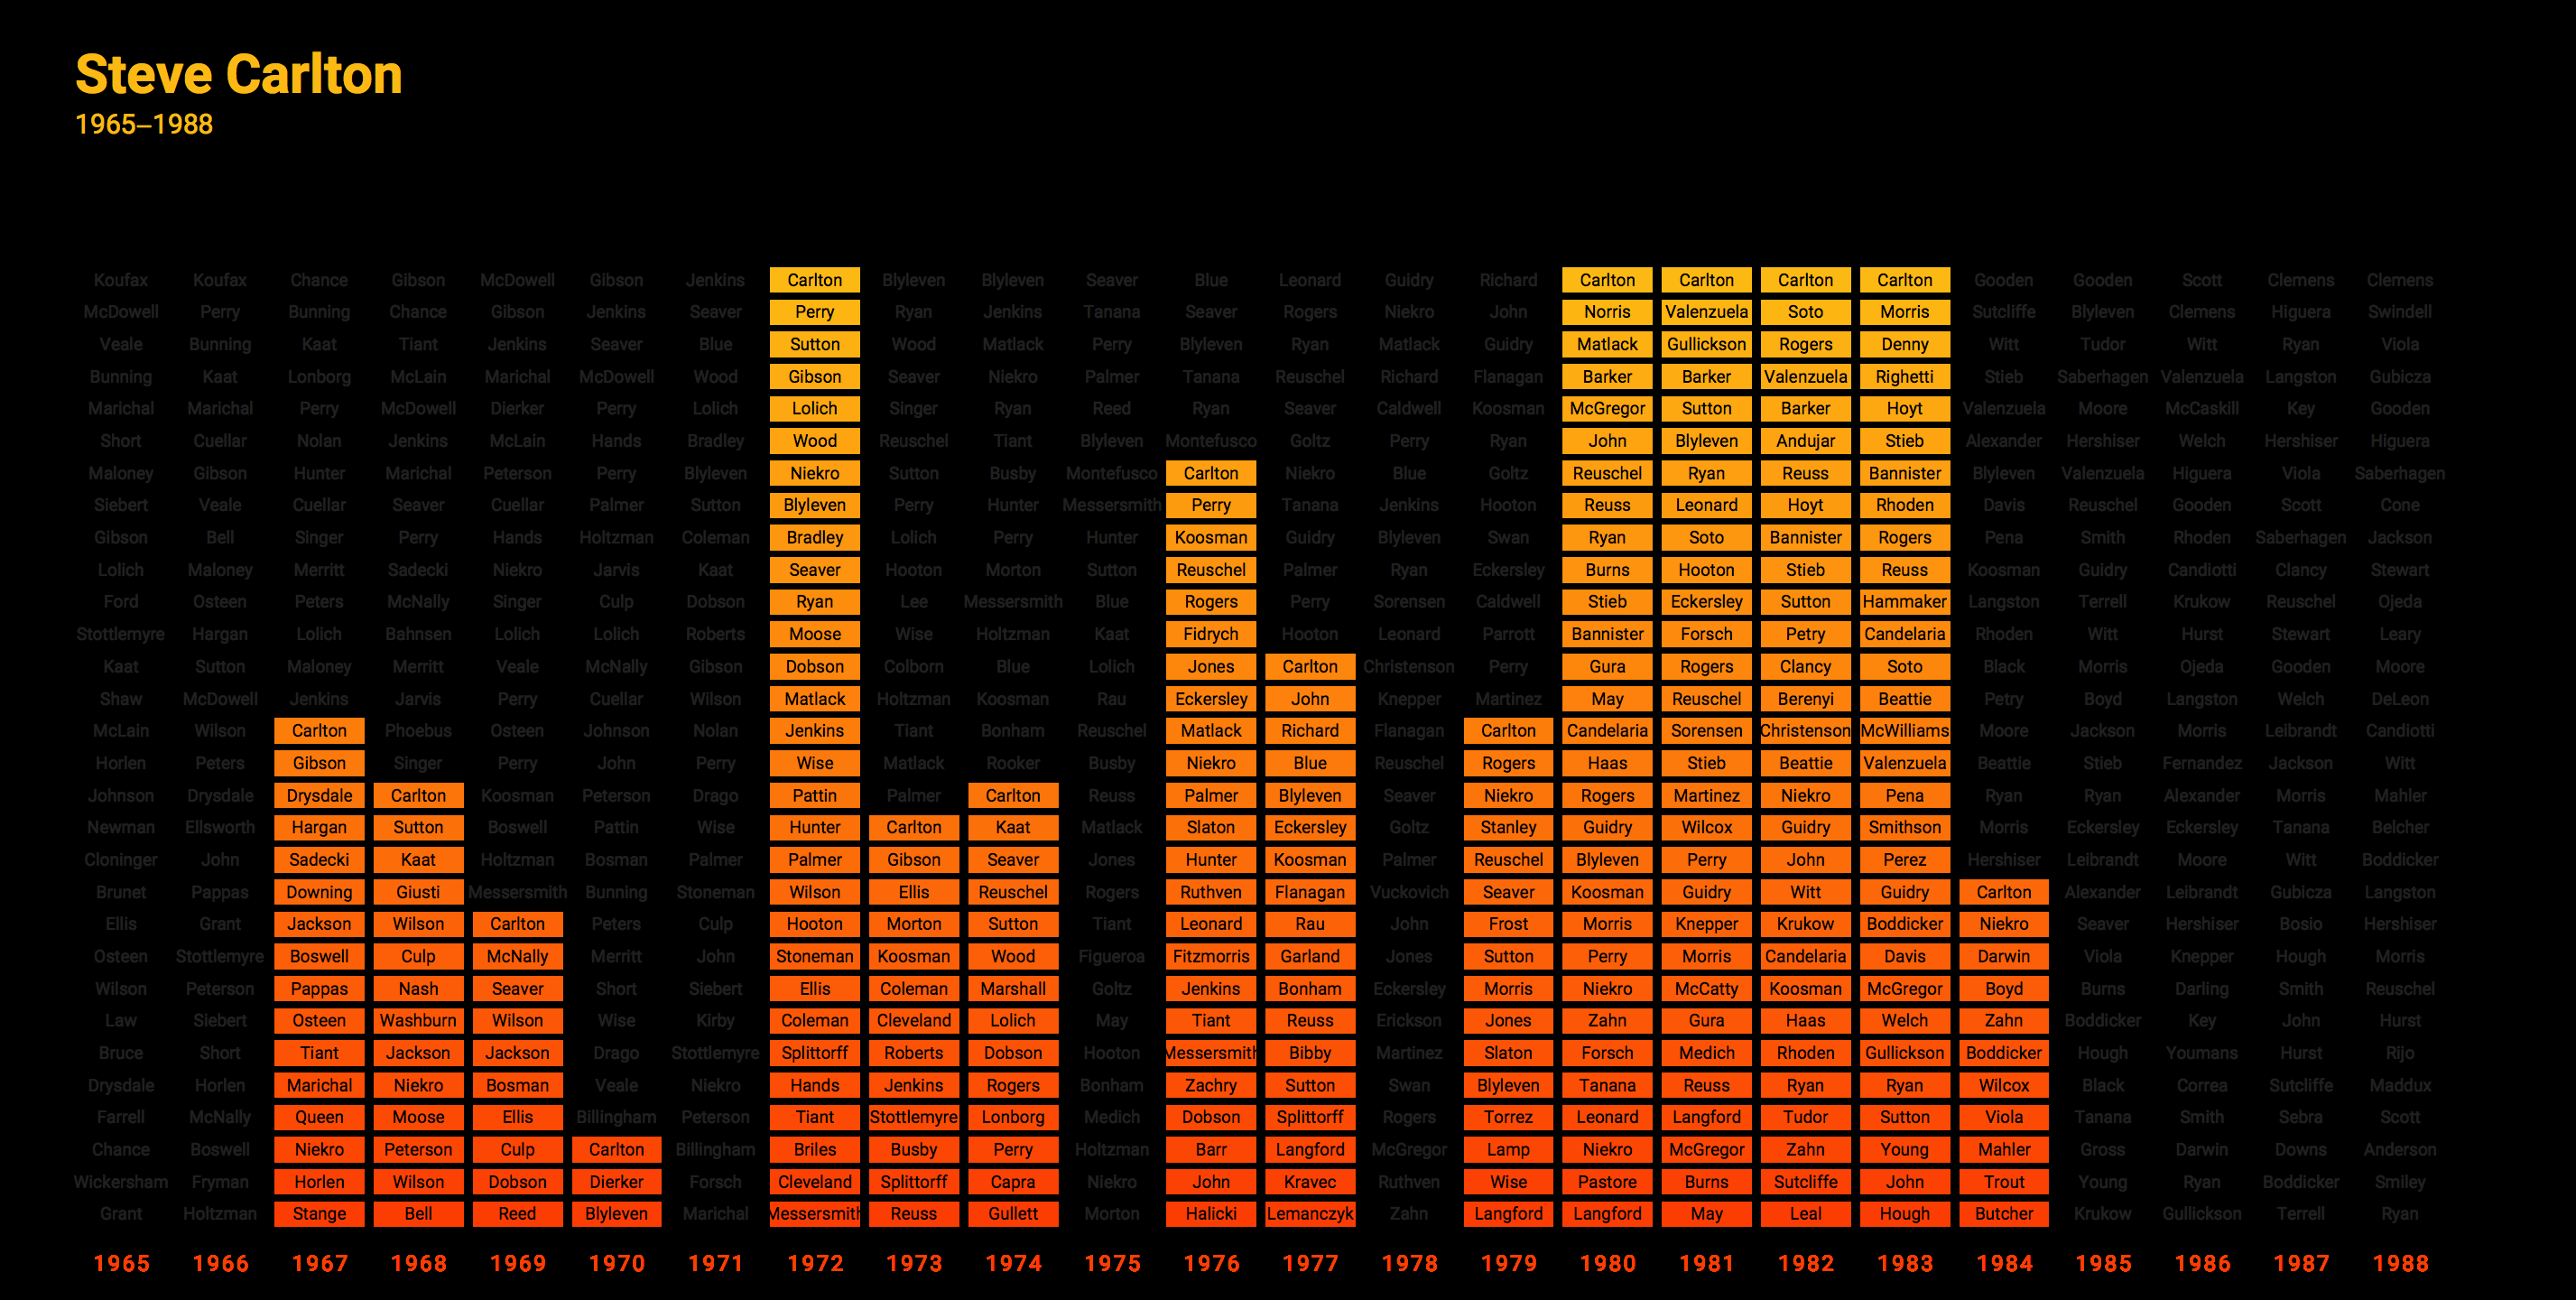 Steve Carlton
1965–1988
Koufax Koufax Chance Gibson McDowell Gibson Jenkins Carlton Blyleven Blyleven Seaver Blue Leonard Guidry Richard Carlton Carlton Carlton Carlton Gooden Gooden Scott Clemens Clemens
McDowell Perry Bunning Chance Gibson Jenkins Seaver Perry Ryan Jenkins Tanana Seaver Rogers Niekro John Norris Valenzuela Soto Morris Sutcliffe Blyleven Clemens Higuera Swindell
Veale Bunning Kaat Tiant Jenkins Seaver Blue Sutton Wood Matlack Perry Blyleven Ryan Matlack Guidry Matlack Gullickson Rogers Denny Witt Tudor Witt Ryan Viola
Bunning Kaat Lonborg McLain Marichal McDowell Wood Gibson Seaver Niekro Palmer Tanana Reuschel Richard Flanagan Barker Barker Valenzuela Righetti Stieb Saberhagen Valenzuela Langston Gubicza
Marichal Marichal Perry McDowell Dierker Perry Lolich Lolich Singer Ryan Reed Ryan Seaver Caldwell Koosman McGregor Sutton Barker Hoyt Valenzuela Moore McCaskill Key Gooden
Short Cuellar Nolan Jenkins McLain Hands Bradley Wood Reuschel Tiant Blyleven Montefusco Goltz Perry Ryan John Blyleven Andujar Stieb Alexander Hershiser Welch Hershiser Higuera
Maloney Gibson Hunter Marichal Peterson Perry Blyleven Niekro Sutton Busby Montefusco Carlton Niekro Blue Goltz Reuschel Ryan Reuss Bannister Blyleven Valenzuela Higuera Viola Saberhagen
Siebert Veale Cuellar Seaver Cuellar Palmer Sutton Blyleven Perry Hunter Messersmith Perry Tanana Jenkins Hooton Reuss Leonard Hoyt Rhoden Davis Reuschel Gooden Scott Cone
Gibson Bell Singer Perry Hands Holtzman Coleman Bradley Lolich Perry Hunter Koosman Guidry Blyleven Swan Ryan Soto Bannister Rogers Pena Smith Rhoden Saberhagen Jackson
Lolich Maloney Merritt Sadecki Niekro Jarvis Kaat Seaver Hooton Morton Sutton Reuschel Palmer Ryan Eckersley Burns Hooton Stieb Reuss Koosman Guidry Candiotti Clancy Stewart
Ford Osteen Peters McNally Singer Culp Dobson Ryan Lee Messersmith Blue Rogers Perry Sorensen Caldwell Stieb Eckersley Sutton Hammaker Langston Terrell Krukow Reuschel Ojeda
Stottlemyre Hargan Lolich Bahnsen Lolich Lolich Roberts Moose Wise Holtzman Kaat Fidrych Hooton Leonard Parrott Bannister Forsch Petry Candelaria Rhoden Witt Hurst Stewart Leary
Kaat Sutton Maloney Merritt Veale McNally Gibson Dobson Colborn Blue Lolich Jones Carlton Christenson Perry Gura Rogers Clancy Soto Black Morris Ojeda Gooden Moore
Shaw McDowell Jenkins Jarvis Perry Cuellar Wilson Matlack Holtzman Koosman Rau Eckersley John Knepper Martinez May Reuschel Berenyi Beattie Petry Boyd Langston Welch DeLeon
McLain Wilson Carlton Phoebus Osteen Johnson Nolan Jenkins Tiant Bonham Reuschel Matlack Richard Flanagan Carlton Candelaria Sorensen Christenson McWilliams Moore Jackson Morris Leibrandt Candiotti
Horlen Peters Gibson Singer Perry John Perry Wise Matlack Rooker Busby Niekro Blue Reuschel Rogers Haas Stieb Beattie Valenzuela Beattie Stieb Fernandez Jackson Witt
Johnson Drysdale Drysdale Carlton Koosman Peterson Drago Pattin Palmer Carlton Reuss Palmer Blyleven Seaver Niekro Rogers Martinez Niekro Pena Ryan Ryan Alexander Morris Mahler
Newman Ellsworth Hargan Sutton Boswell Pattin Wise Hunter Carlton Kaat Matlack Slaton Eckersley Goltz Stanley Guidry Wilcox Guidry Smithson Morris Eckersley Eckersley Tanana Belcher
Cloninger John Sadecki Kaat Holtzman Bosman Palmer Palmer Gibson Seaver Jones Hunter Koosman Palmer Reuschel Blyleven Perry John Perez Hershiser Leibrandt Moore Witt Boddicker
Brunet Pappas Downing Giusti Messersmith Bunning Stoneman Wilson Ellis Reuschel Rogers Ruthven Flanagan Vuckovich Seaver Koosman Guidry Witt Guidry Carlton Alexander Leibrandt Gubicza Langston
Ellis Grant Jackson Wilson Carlton Peters Culp Hooton Morton Sutton Tiant Leonard Rau John Frost Morris Knepper Krukow Boddicker Niekro Seaver Hershiser Bosio Hershiser
Osteen Stottlemyre Boswell Culp McNally Merritt John Stoneman Koosman Wood Figueroa Fitzmorris Garland Jones Sutton Perry Morris Candelaria Davis Darwin Viola Knepper Hough Morris
Wilson Peterson Pappas Nash Seaver Short Siebert Ellis Coleman Marshall Goltz Jenkins Bonham Eckersley Morris Niekro McCatty Koosman McGregor Boyd Burns Darling Smith Reuschel
Law Siebert Osteen Washburn Wilson Wise Kirby Coleman Cleveland Lolich May Tiant Reuss Erickson Jones Zahn Gura Haas Welch Zahn Boddicker Key John Hurst
Bruce Short Tiant Jackson Jackson Drago Stottlemyre Splittorff Roberts Dobson Hooton Messersmith Bibby Martinez Slaton Forsch Medich Rhoden Gullickson Boddicker Hough Youmans Hurst Rijo
Drysdale Horlen Marichal Niekro Bosman Veale Niekro Hands Jenkins Rogers Bonham Zachry Sutton Swan Blyleven Tanana Reuss Ryan Ryan Wilcox Black Correa Sutcliffe Maddux
Farrell McNally Queen Moose Ellis Billingham Peterson Tiant Stottlemyre Lonborg Medich Dobson Splittorff Rogers Torrez Leonard Langford Tudor Sutton Viola Tanana Smith Sebra Scott
Chance Boswell Niekro Peterson Culp Carlton Billingham Briles Busby Perry Holtzman Barr Langford McGregor Lamp Niekro McGregor Zahn Young Mahler Gross Darwin Downs Anderson
Wickersham Fryman Horlen Wilson Dobson Dierker Forsch Cleveland Splittorff Capra Niekro John Kravec Ruthven Wise Pastore Burns Sutcliffe John Trout Young Ryan Boddicker Smiley
Grant Holtzman Stange Bell Reed Blyleven Marichal Messersmith Reuss Gullett Morton Halicki Lemanczyk Zahn Langford Langford May Leal Hough Butcher Krukow Gullickson Terrell Ryan
1965 1966 1967 1968 1969 1970 1971 1972 1973 1974 1975 1976 1977 1978 1979 1980 1981 1982 1983 1984 1985 1986 1987 1988